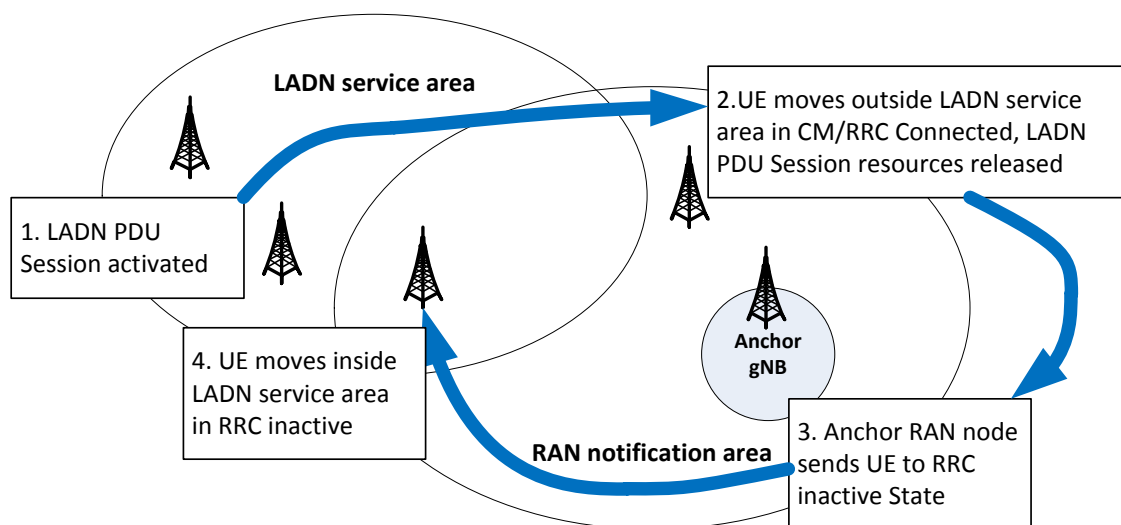 LADN service area
2.UE moves outside LADN service
area in CM/RRC Connected, LADN
PDU Session resources released
1. LADN PDU
Session activated
Anchor
gNB
4. UE moves inside
LADN service area
in RRC inactive
RAN notification area
3. Anchor RAN node
sends UE to RRC
inactive State